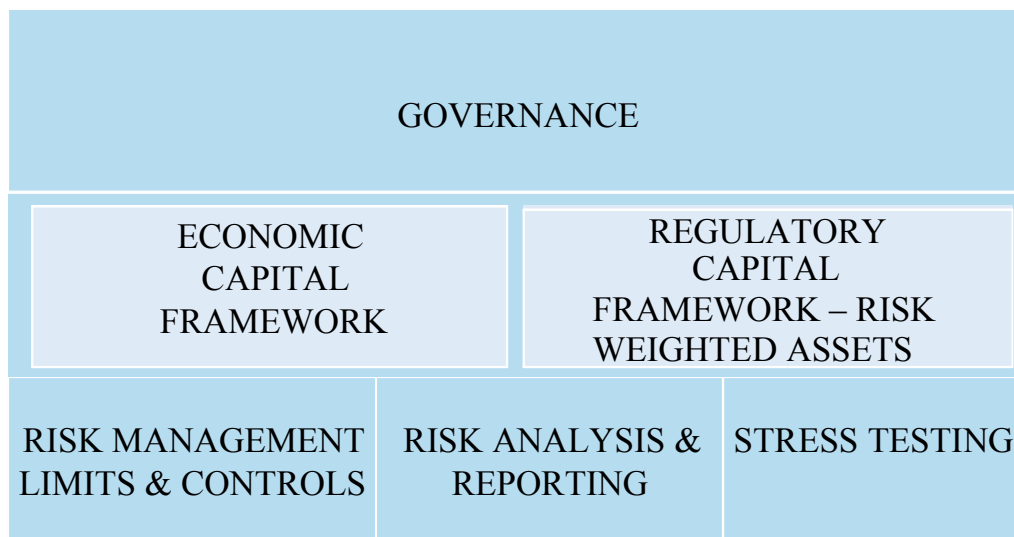 GOVERNANCE
ECONOMIC
CAPITAL
FRAMEWORK
REGULATORY
CAPITAL
FRAMEWORK – RISK
WEIGHTED ASSETS
RISK MANAGEMENT
LIMITS & CONTROLS
RISK ANALYSIS &
REPORTING
STRESS TESTING